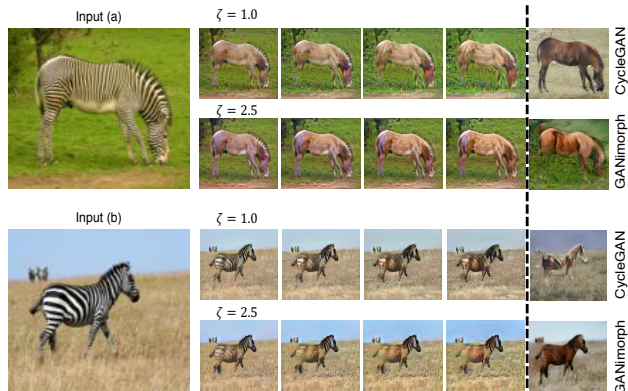 Input (a)
ζ = 1.0
CycleGAN
ζ = 2.5
GANimorph
Input (b)
ζ = 1.0
CycleGAN
ζ = 2.5
GANimorph